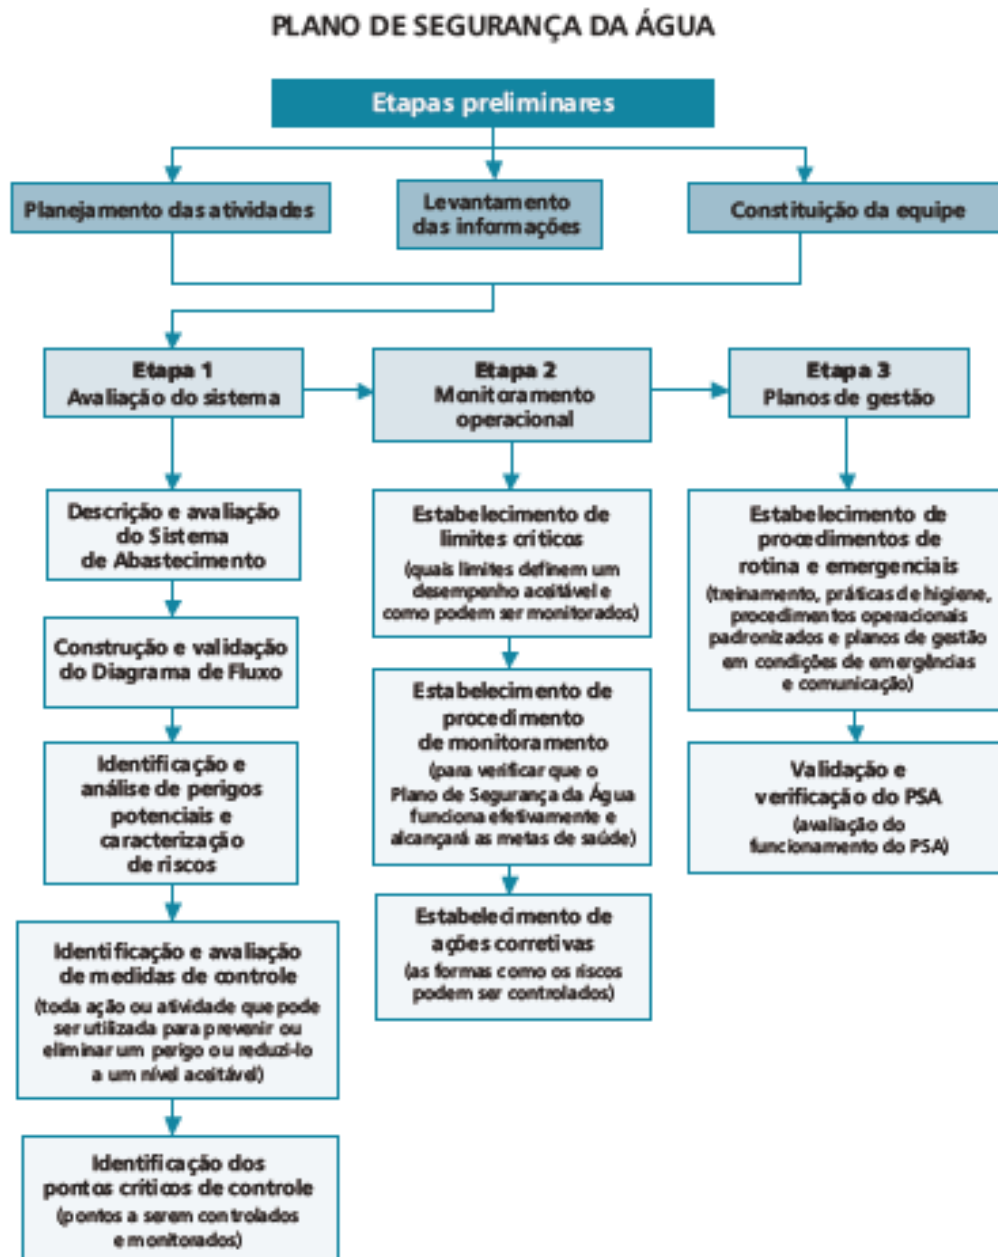 PLANO DE SEGURANÇA DA ÁGUA
Etapas preliminares
Planejamento das atividades
Levantamento
das informações
Constituição da equipe
Etapa 1
Avaliação do sistema
Etapa 2
Monitoramento
operacional
Etapa 3
Planos de gestão
Descrição e avaliação
do Sistema
de Abastecimento
Construção e validação
do Diagrama de Fluxo
Identificação e
análise de perigos
potenciais e
caracterização
de riscos
Identificação e avaliação
de medidas de controle
(toda ação ou atividade que pode
ser utilizada para prevenir ou
eliminar um perigo ou reduzi-lo
a um nível aceitável)
Identificação dos
pontos críticos de controle
(pontos a serem controlados
e monitorados)
Estabelecimento de
limites críticos
(quais limites definem um
desempenho aceitável e
como podem ser monitorados)
Estabelecimento de
procedimento
de monitoramento
(para verificar que o
Plano de Segurança da Água
funciona efetivamente e
alcançará as metas de saúde)
Estabelecimento de
ações corretivas
(as formas como os riscos
podem ser controlados)
Estabelecimento de
procedimentos de
rotina e emergenciais
(treinamento, práticas de higiene,
procedimentos operacionais
padronizados e planos de gestão
em condições de emergências
e comunicação)
Validação e
verificação do PSA
(avaliação do
funcionamento do PSA)